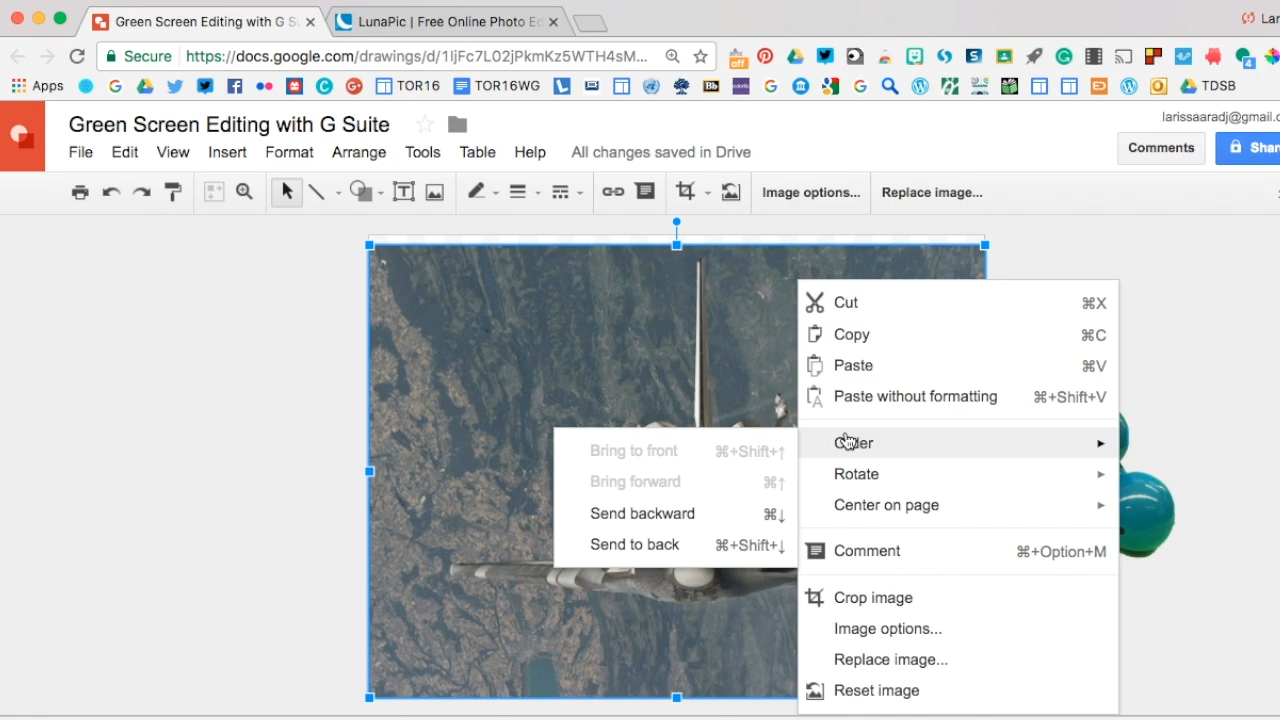 Green Screen Editing with G S
LunaPic | Free Online Photo Ed
Lar
Secure
https://docs.google.com/drawings/d/1IjFc7L02jPkmKz5WTH4sM...
off
4
Apps
TOR16
TOR16WG
Bb
TDSB
Green Screen Editing with G Suite
larissaaradj@gmail.c
File Edit View Insert Format Arrange Tools Table Help All changes saved in Drive
Comments
Shar
Image options...
Replace image...
Cut ⌘X
Copy ⌘C
Paste ⌘V
Paste without formatting ⌘+Shift+V
Order
Bring to front ⌘+Shift+↑
Bring forward ⌘↑
Send backward ⌘↓
Send to back ⌘+Shift+↓
Rotate
Center on page
Comment ⌘+Option+M
Crop image
Image options...
Replace image...
Reset image